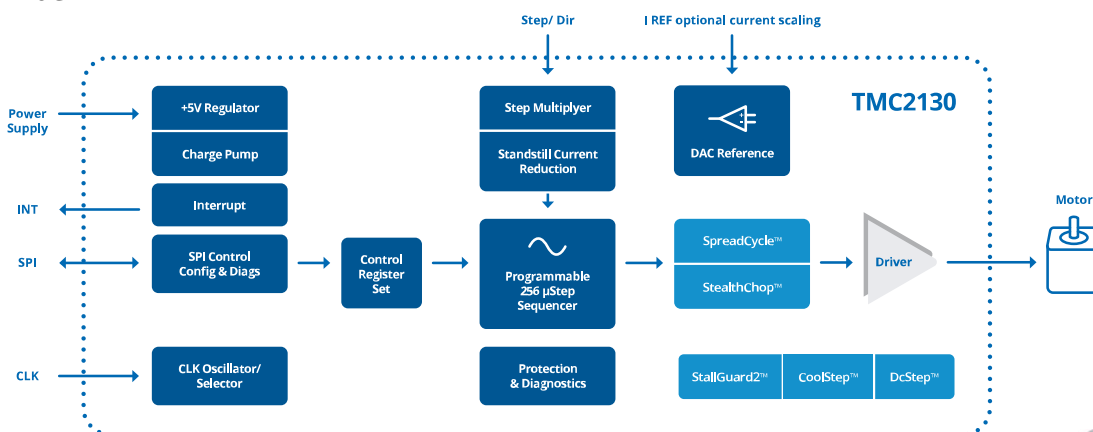 Step/ Dir
I REF optional current scaling
TMC2130
Power
Supply
+5V Regulator
Charge Pump
Step Multiplyer
Standstill Current
Reduction
DAC Reference
INT
Interrupt
Motor
SPI
SPI Control
Config & Diags
Control
Register
Set
Programmable
256 µStep
Sequencer
SpreadCycle™
StealthChop™
Driver
CLK
CLK Oscillator/
Selector
Protection
& Diagnostics
StallGuard2™
CoolStep™
DcStep™